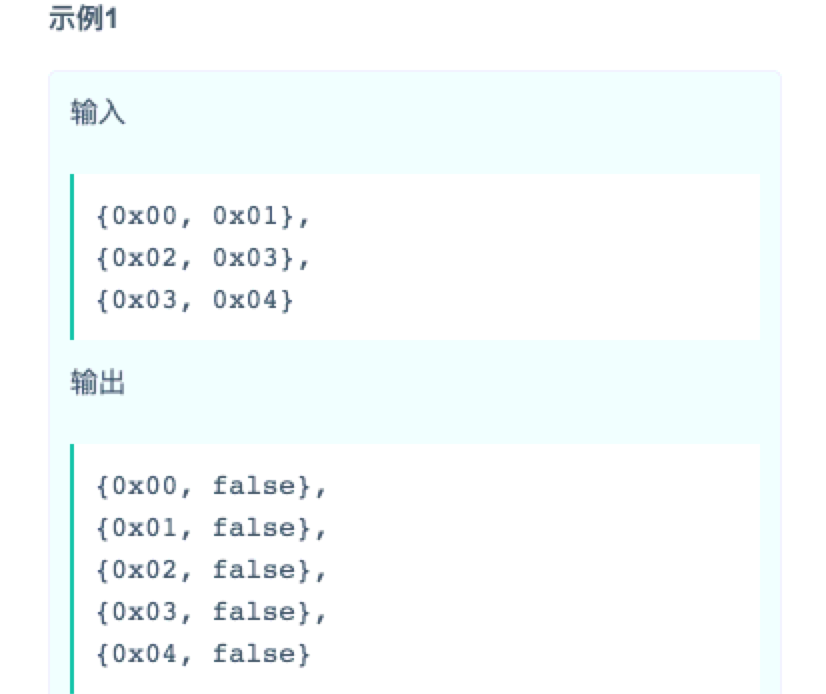 示例1
输入
{0x00, 0x01},
{0x02, 0x03},
{0x03, 0x04}
输出
{0x00, false},
{0x01, false},
{0x02, false},
{0x03, false},
{0x04, false}